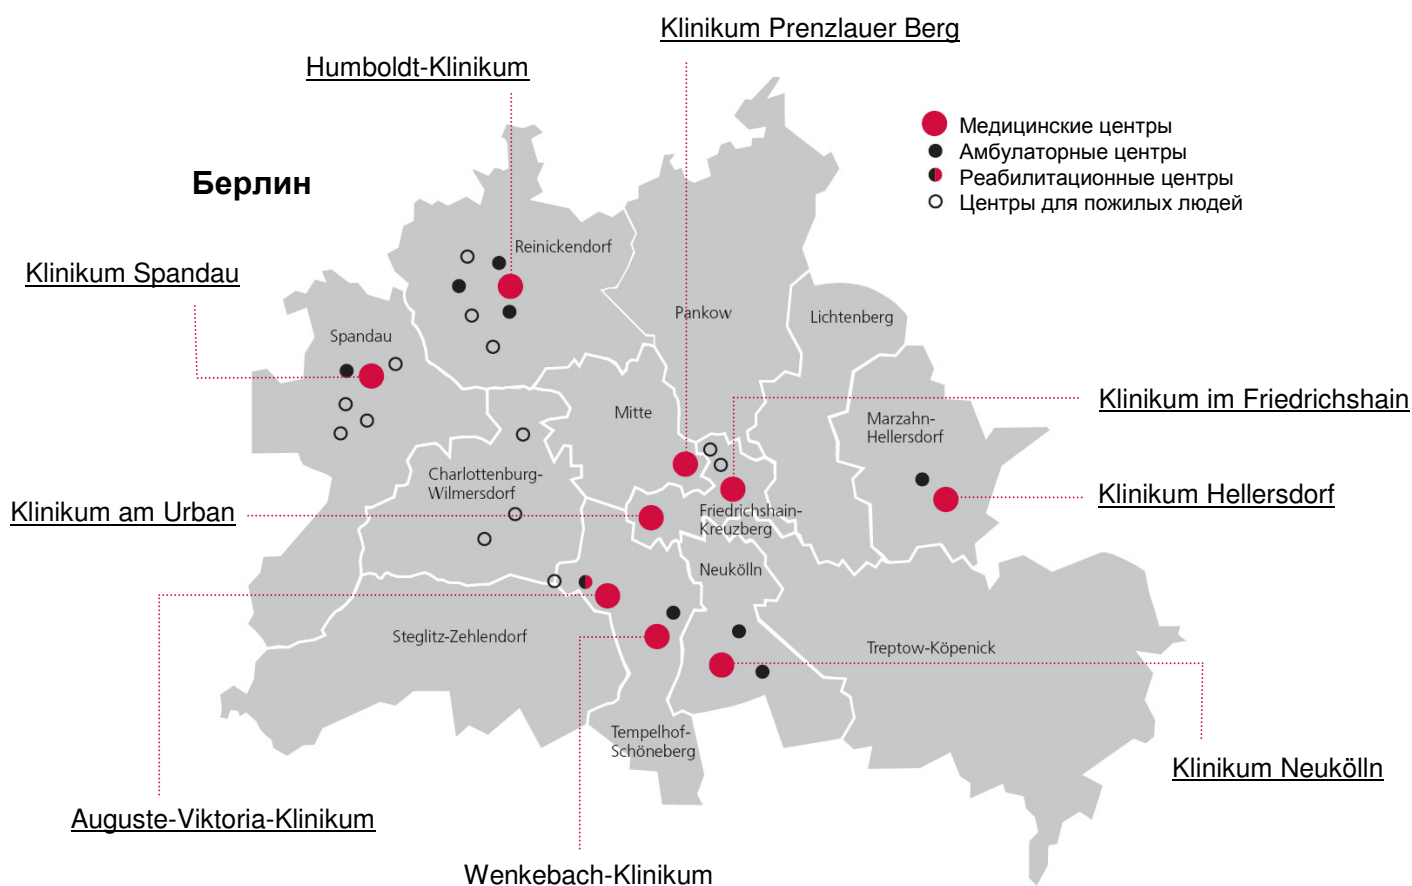 Klinikum Prenzlauer Berg
Humboldt-Klinikum
Медицинские центры
Амбулаторные центры
Реабилитационные центры
Центры для пожилых людей
Берлин
Reinickendorf
Klinikum Spandau
Pankow
Lichtenberg
Spandau
Klinikum im Friedrichshain
Mitte
Marzahn-
Hellersdorf
Charlottenburg-
Wilmersdorf
Klinikum Hellersdorf
Klinikum am Urban
Friedrichshain-
Kreuzberg
Neukölln
Steglitz-Zehlendorf
Treptow-Köpenick
Tempelhof-
Schöneberg
Klinikum Neukölln
Auguste-Viktoria-Klinikum
Wenkebach-Klinikum